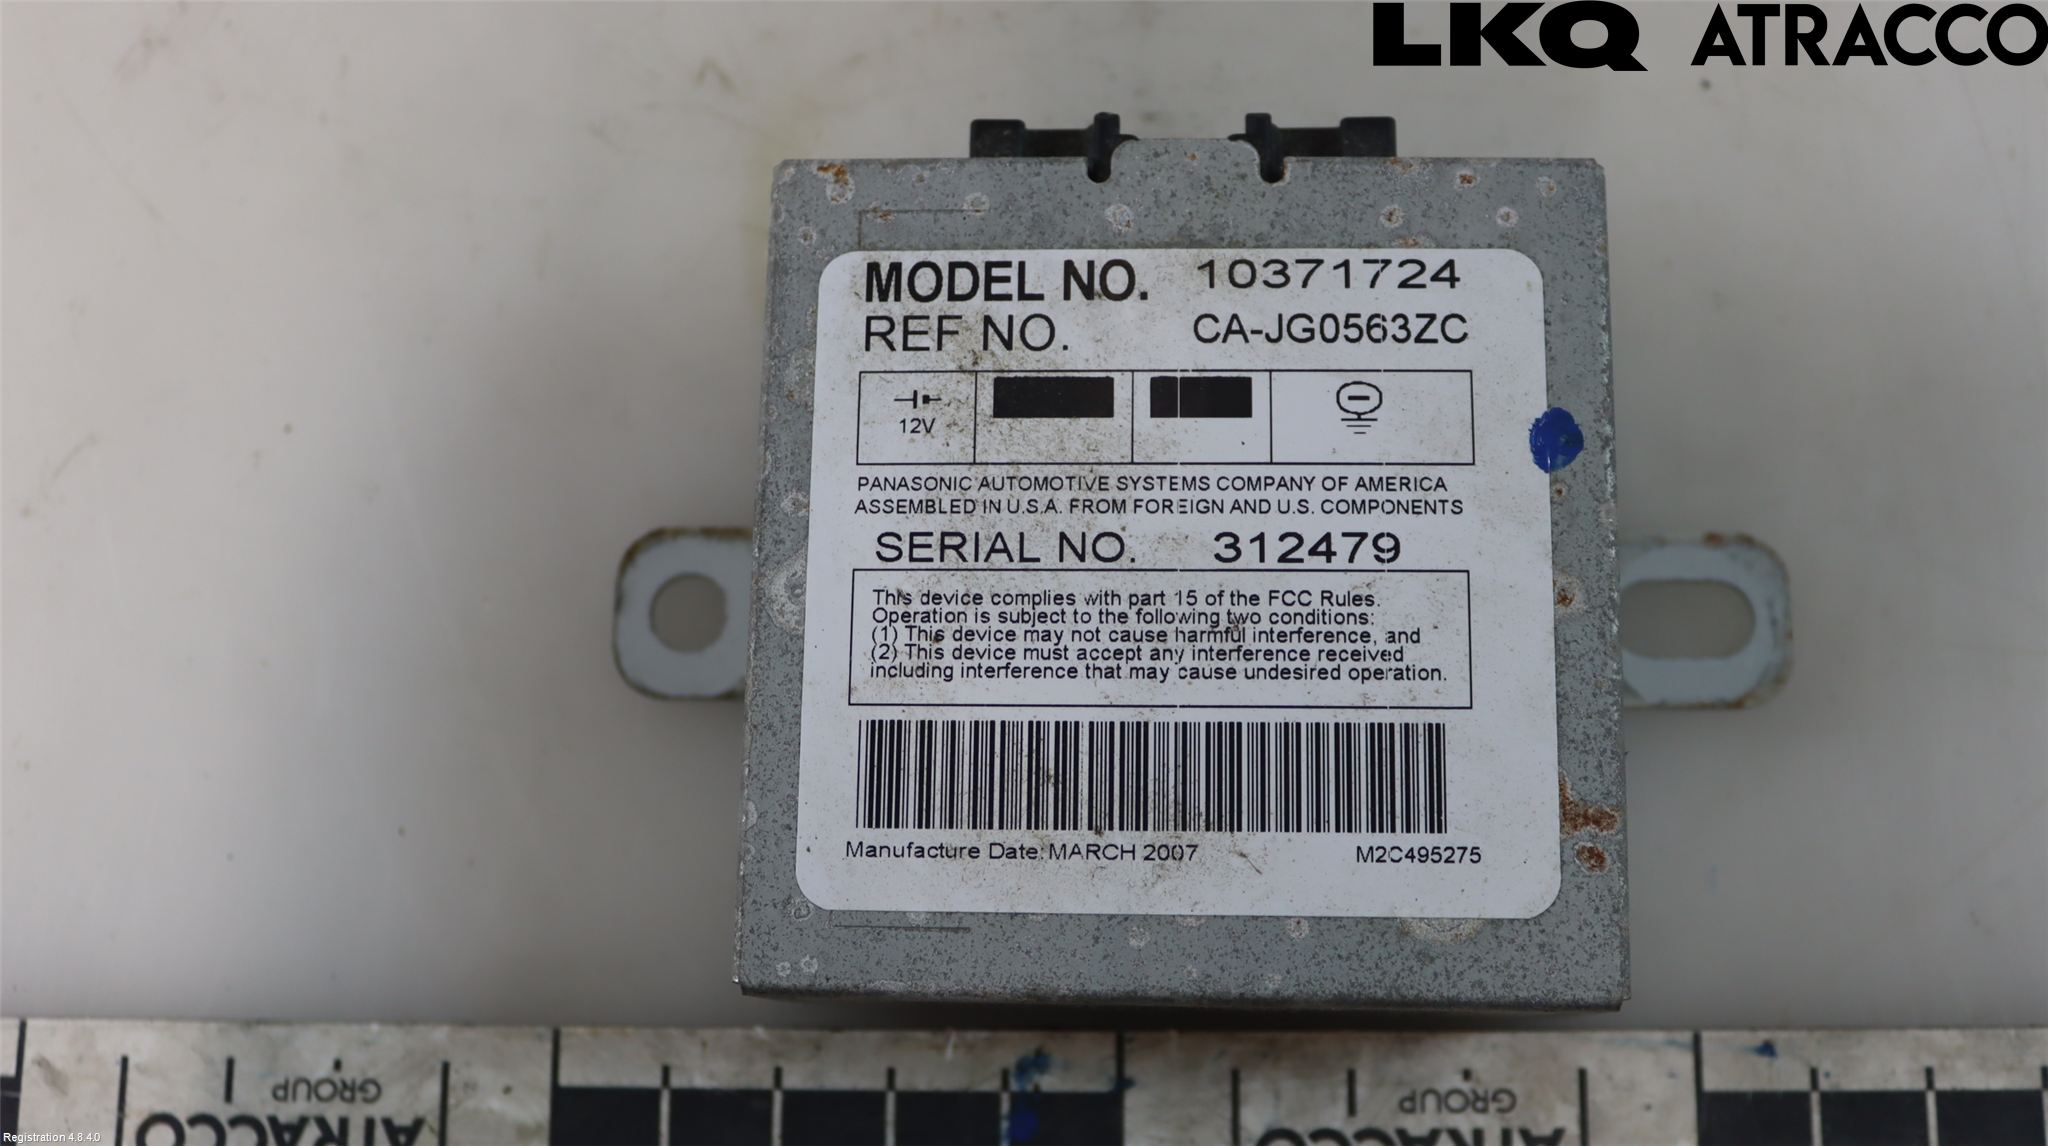 LKQ ATRACCO
MODEL NO. 10371724
REF NO. CA-JG0563ZC
12V
PANASONIC AUTOMOTIVE SYSTEMS COMPANY OF AMERICA
ASSEMBLED IN U.S.A. FROM FOREIGN AND U.S. COMPONENTS
SERIAL NO. 312479
This device complies with part 15 of the FCC Rules.
Operation is subject to the following two conditions:
(1) This device may not cause harmful interference, and
(2) This device must accept any interference received
including interference that may cause undesired operation.
Manufacture Date: MARCH 2007 M2C495275
GROUP GROUP
ATRACCO ATRACCO
Registration 4.8.4.0